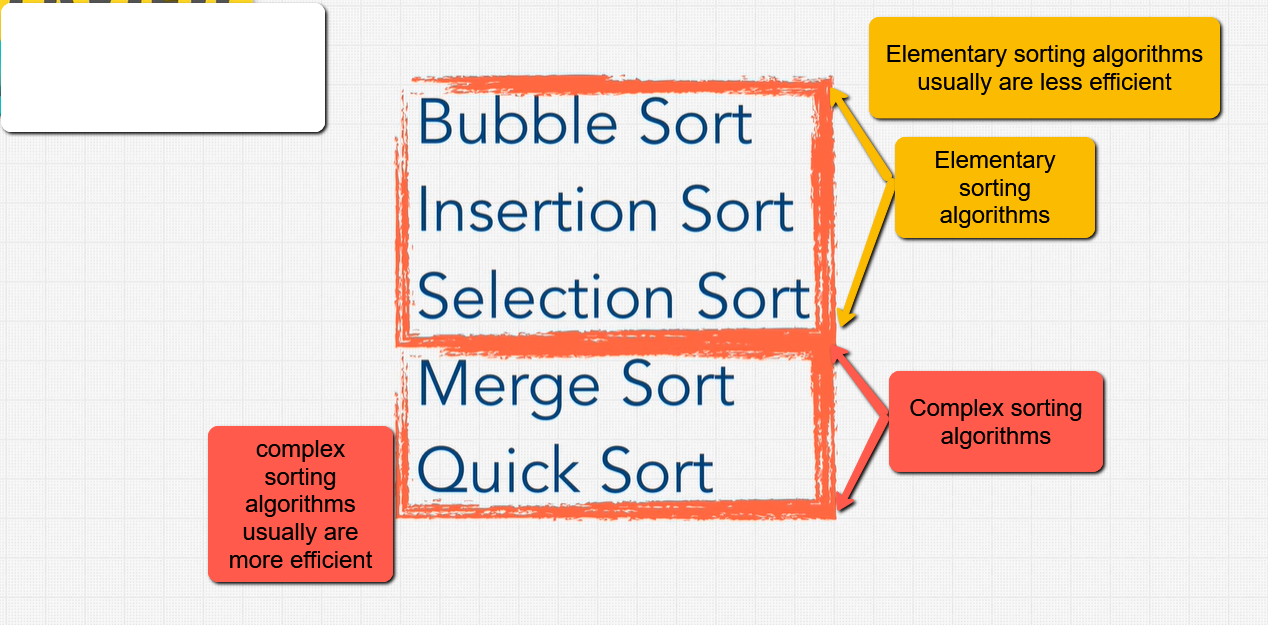 Elementary sorting algorithms
usually are less efficient
Bubble Sort
Elementary
sorting
algorithms
Insertion Sort
Selection Sort
Merge Sort
Complex sorting
algorithms
Quick Sort
complex
sorting
algorithms
usually are
more efficient